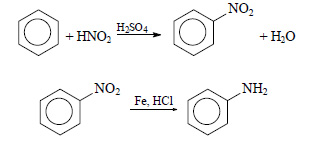 NO₂
+ HNO₂ H₂SO₄ + H₂O
NO₂ NH₂
Fe, HCl